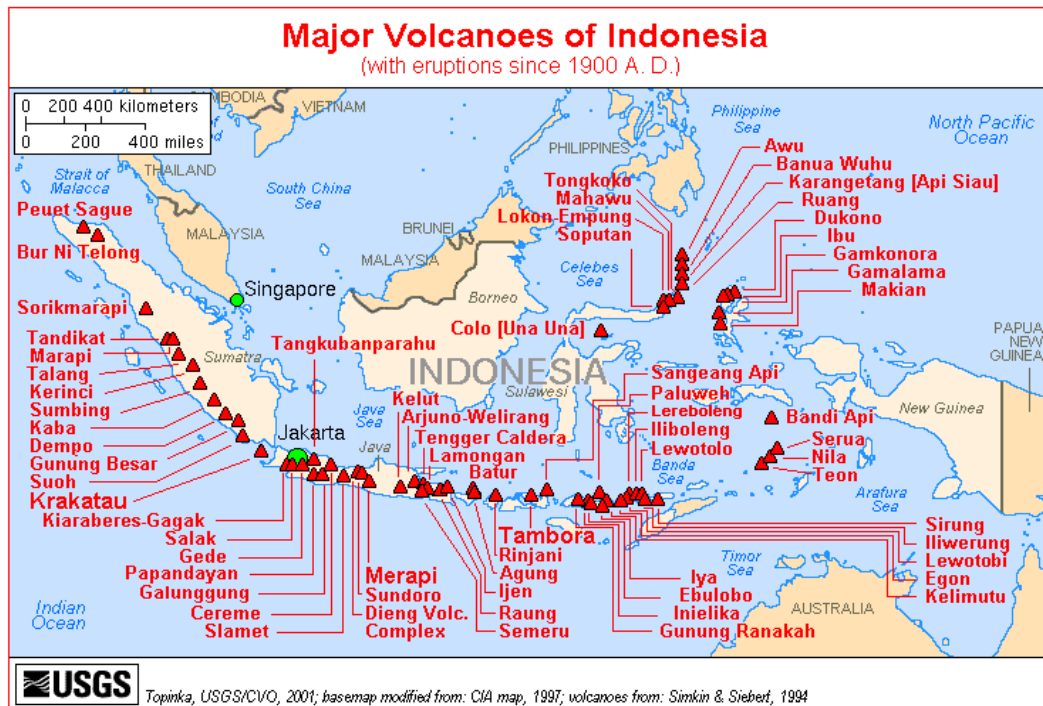 Major Volcanoes of Indonesia
(with eruptions since 1900 A. D.)
0 200 400 kilometers
0 200 400 miles
CAMBODIA
VIETNAM
THAILAND
Strait of
Malacca
South China
Sea
PHILIPPINES
Philippine
Sea
North Pacific
Ocean
Awu
Banua Wuhu
Karangetang [Api Siau]
Ruang
Dukono
Ibu
Gamkonora
Gamalama
Makian
Tongkoko
Mahawu
Lokon-Empung
Soputan
Peuet Sague
Bur Ni Telong
MALAYSIA
BRUNEI
MALAYSIA
Celebes
Sea
Borneo
Singapore
Sorikmarapi
Colo [Una Una]
Tandikat
Marapi
Talang
Kerinci
Sumbing
Kaba
Dempo
Gunung Besar
Suoh
Krakatau
Sumatra
Tangkubanparahu
INDONESIA
Sulawesi
PAPUA
NEW
GUINEA
New Guinea
Sangeang Api
Paluweh
Lereboleng
Iliboleng
Lewotolo
Banda
Sea
Bandi Api
Serua
Nila
Teon
Arafura
Sea
Java
Sea
Jakarta
Java
Kelut
Arjuno-Welirang
Tengger Caldera
Lamongan
Batur
Kiaraberes-Gagak
Salak
Gede
Papandayan
Galunggung
Cereme
Slamet
Merapi
Sundoro
Dieng Volc.
Complex
Tambora
Rinjani
Agung
Ijen
Raung
Semeru
Iya
Ebulobo
Inielika
Gunung Ranakah
Timor
Sea
Sirung
Iliwerung
Lewotobi
Egon
Kelimutu
AUSTRALIA
Indian
Ocean
USGS
Topinka, USGS/CVO, 2001; basemap modified from: CIA map, 1997; volcanoes from: Simkin & Siebert, 1994